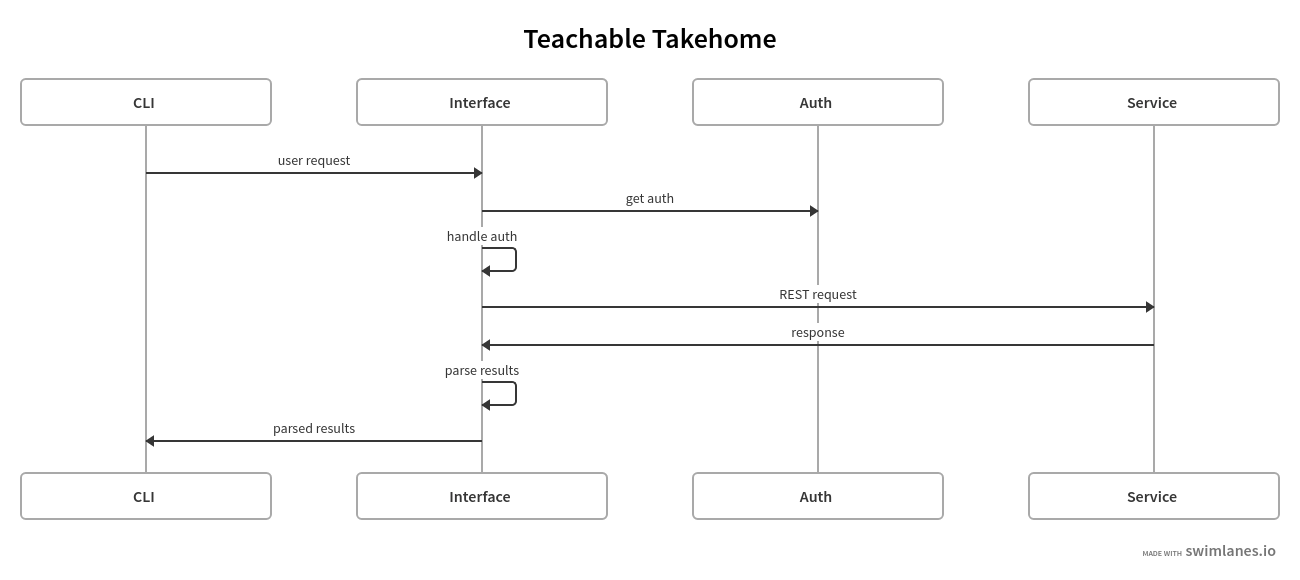 Teachable Takehome
CLI
Interface
Auth
Service
user request
get auth
handle auth
REST request
response
parse results
parsed results
CLI
Interface
Auth
Service
MADE WITH swimlanes.io